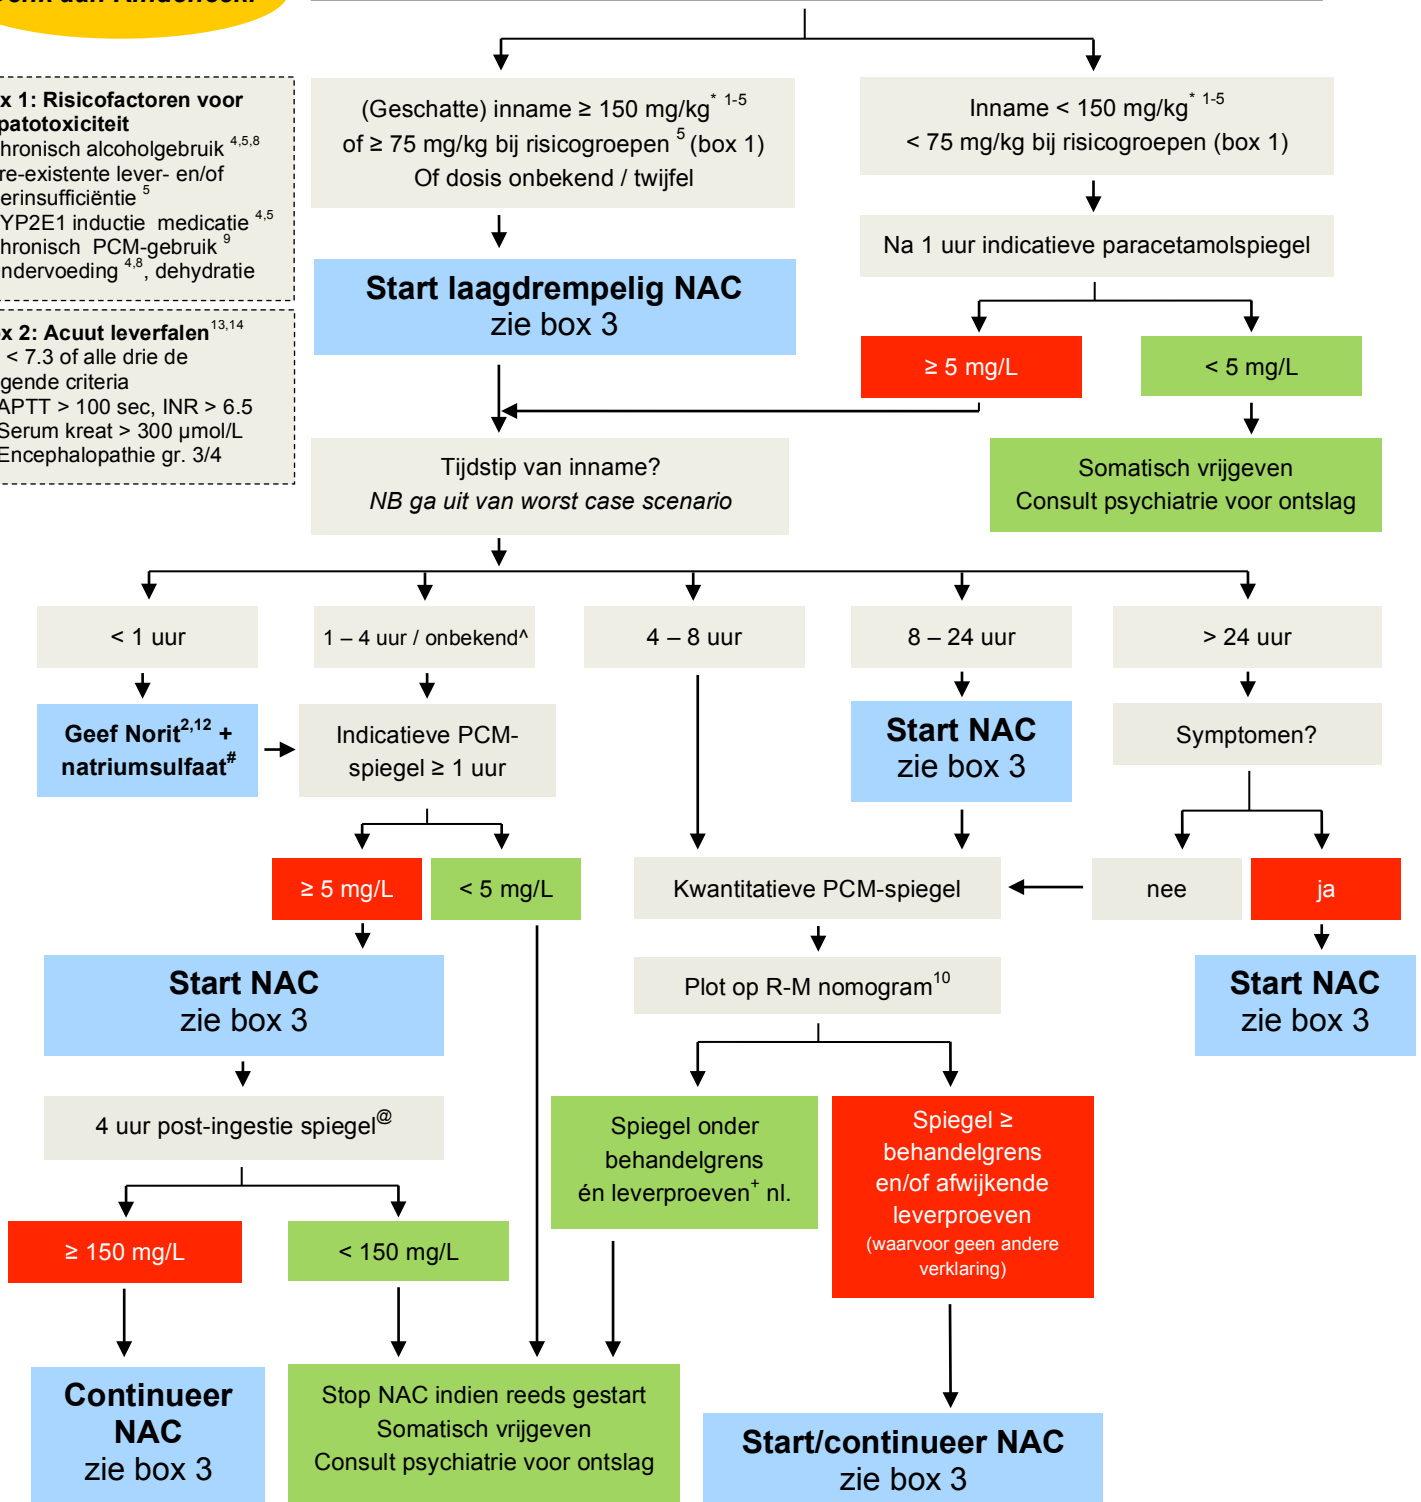 (Geschatte) inname ≥ 150 mg/kg* 1-5
of ≥ 75 mg/kg bij risicogroepen 5 (box 1)
Of dosis onbekend / twijfel
Inname < 150 mg/kg* 1-5
< 75 mg/kg bij risicogroepen (box 1)
x 1: Risicofactoren voor
patotoxiciteit
hronisch alcoholgebruik 4,5,8
re-existente lever- en/of
erinsufficiëntie 5
YP2E1 inductie medicatie 4,5
hronisch PCM-gebruik 9
ndervoeding 4,8, dehydratie
Start laagdrempelig NAC
zie box 3
Na 1 uur indicatieve paracetamolspiegel
x 2: Acuut leverfalen13,14
< 7.3 of alle drie de
gende criteria
APTT > 100 sec, INR > 6.5
Serum kreat > 300 µmol/L
Encephalopathie gr. 3/4
≥ 5 mg/L
< 5 mg/L
Tijdstip van inname?
NB ga uit van worst case scenario
Somatisch vrijgeven
Consult psychiatrie voor ontslag
< 1 uur
1 – 4 uur / onbekend^
4 – 8 uur
8 – 24 uur
> 24 uur
Geef Norit2,12 +
natriumsulfaat#
Indicatieve PCM-
spiegel ≥ 1 uur
Start NAC
zie box 3
Symptomen?
≥ 5 mg/L
< 5 mg/L
Kwantitatieve PCM-spiegel
nee
ja
Start NAC
zie box 3
Plot op R-M nomogram10
Start NAC
zie box 3
4 uur post-ingestie spiegel@
Spiegel onder
behandelgrens
én leverproeven+ nl.
Spiegel ≥
behandelgrens
en/of afwijkende
leverproeven
(waarvoor geen andere
verklaring)
≥ 150 mg/L
< 150 mg/L
Continueer
NAC
zie box 3
Stop NAC indien reeds gestart
Somatisch vrijgeven
Consult psychiatrie voor ontslag
Start/continueer NAC
zie box 3